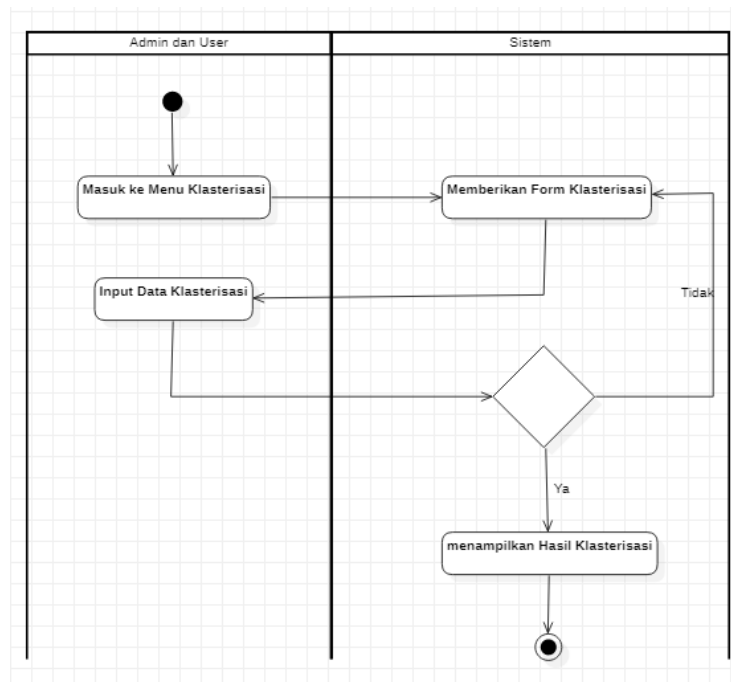 Admin dan User
Sistem
Masuk ke Menu Klasterisasi
Memberikan Form Klasterisasi
Input Data Klasterisasi
Tidak
Ya
menampilkan Hasil Klasterisasi